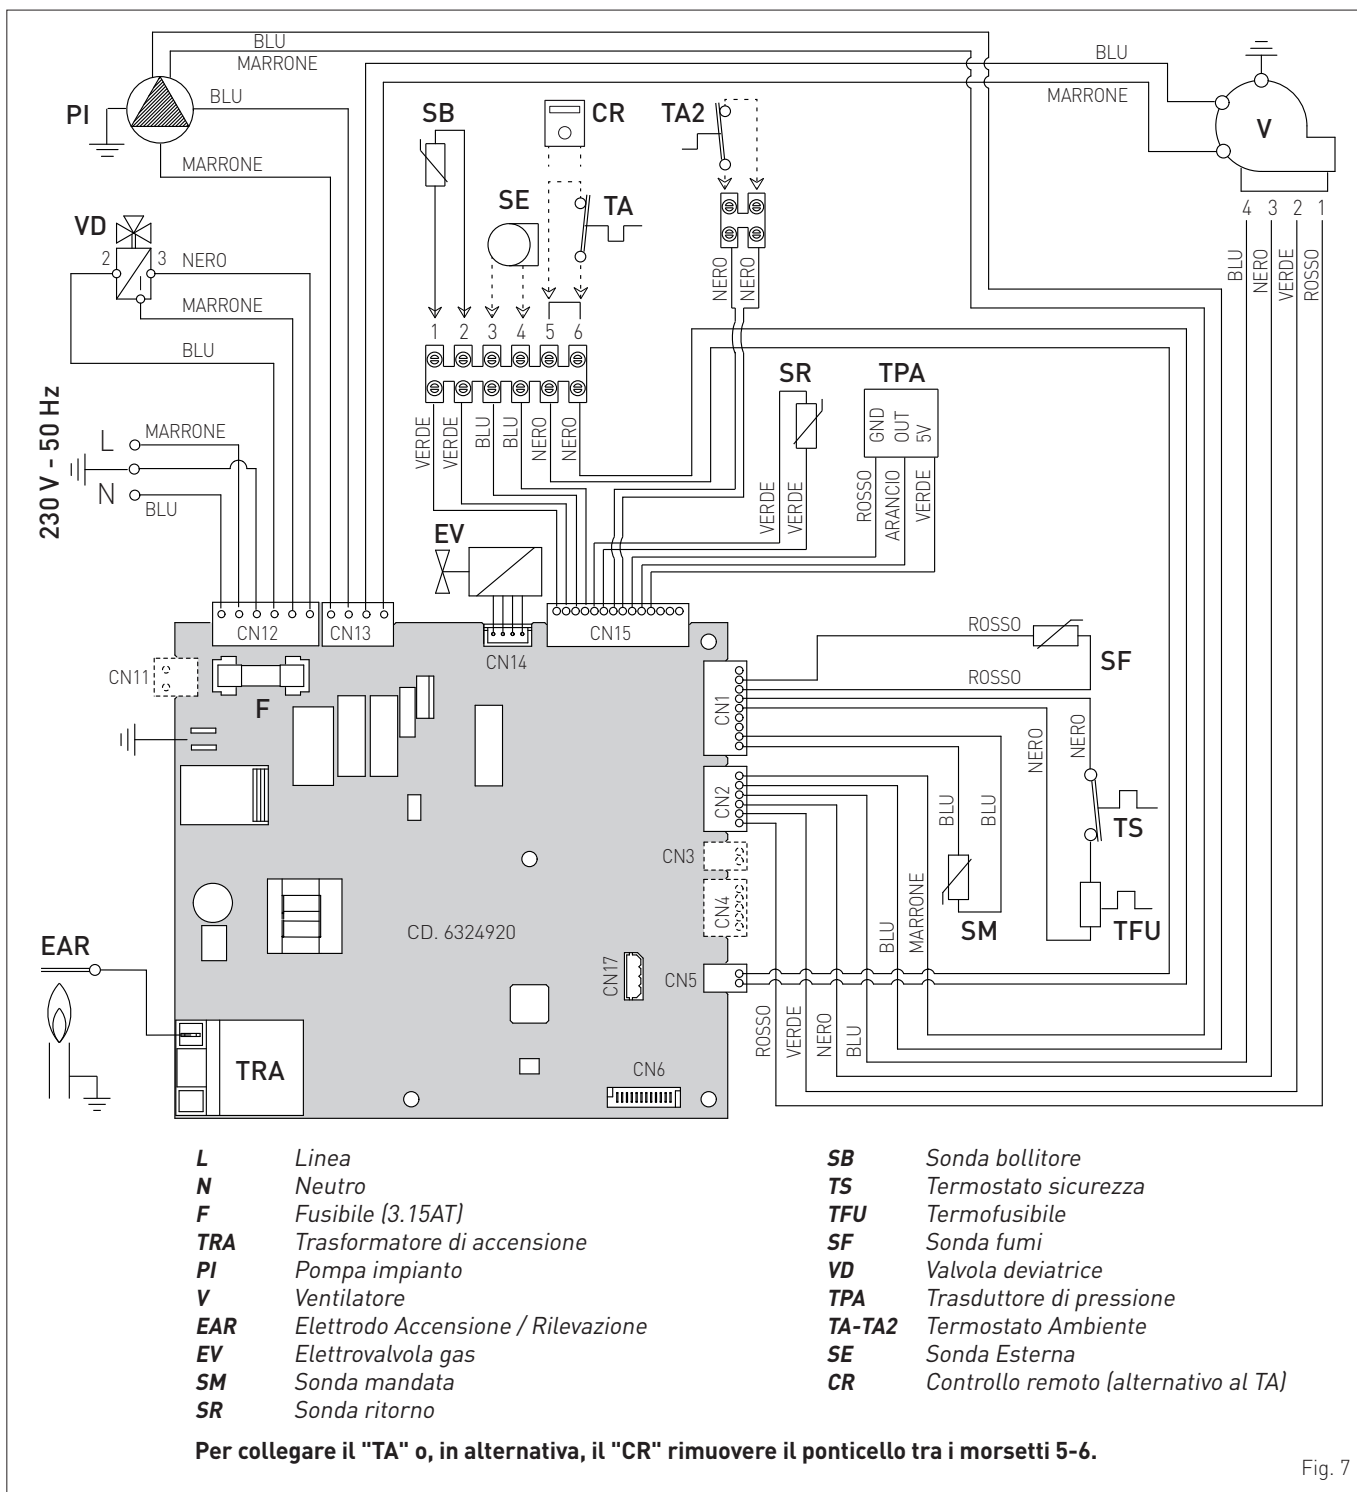 BLU
MARRONE
BLU
MARRONE
PI
BLU
MARRONE
V
4 3 2 1
BLU
NERO
VERDE
ROSSO
SB
CR
TA2
SE
TA
VD
2
3
NERO
MARRONE
BLU
1 2 3 4 5 6
NERO
NERO
VERDE
VERDE
BLU
BLU
NERO
NERO
SR
VERDE
VERDE
TPA
GND
OUT
5V
ROSSO
ARANCIO
VERDE
230 V - 50 Hz
L
MARRONE
N
BLU
EV
CN12
CN13
CN14
CN15
CN11
F
CN1
ROSSO
SF
ROSSO
NERO
NERO
TS
TFU
BLU
BLU
SM
CN2
CN3
CN4
CN5
CN17
CD. 6324920
CN6
BLU
MARRONE
ROSSO
VERDE
NERO
BLU
EAR
TRA
L Linea
N Neutro
F Fusibile (3.15AT)
TRA Trasformatore di accensione
PI Pompa impianto
V Ventilatore
EAR Elettrodo Accensione / Rilevazione
EV Elettrovalvola gas
SM Sonda mandata
SR Sonda ritorno
SB Sonda bollitore
TS Termostato sicurezza
TFU Termofusibile
SF Sonda fumi
VD Valvola deviatrice
TPA Trasduttore di pressione
TA-TA2 Termostato Ambiente
SE Sonda Esterna
CR Controllo remoto (alternativo al TA)
Per collegare il "TA" o, in alternativa, il "CR" rimuovere il ponticello tra i morsetti 5-6.
Fig. 7